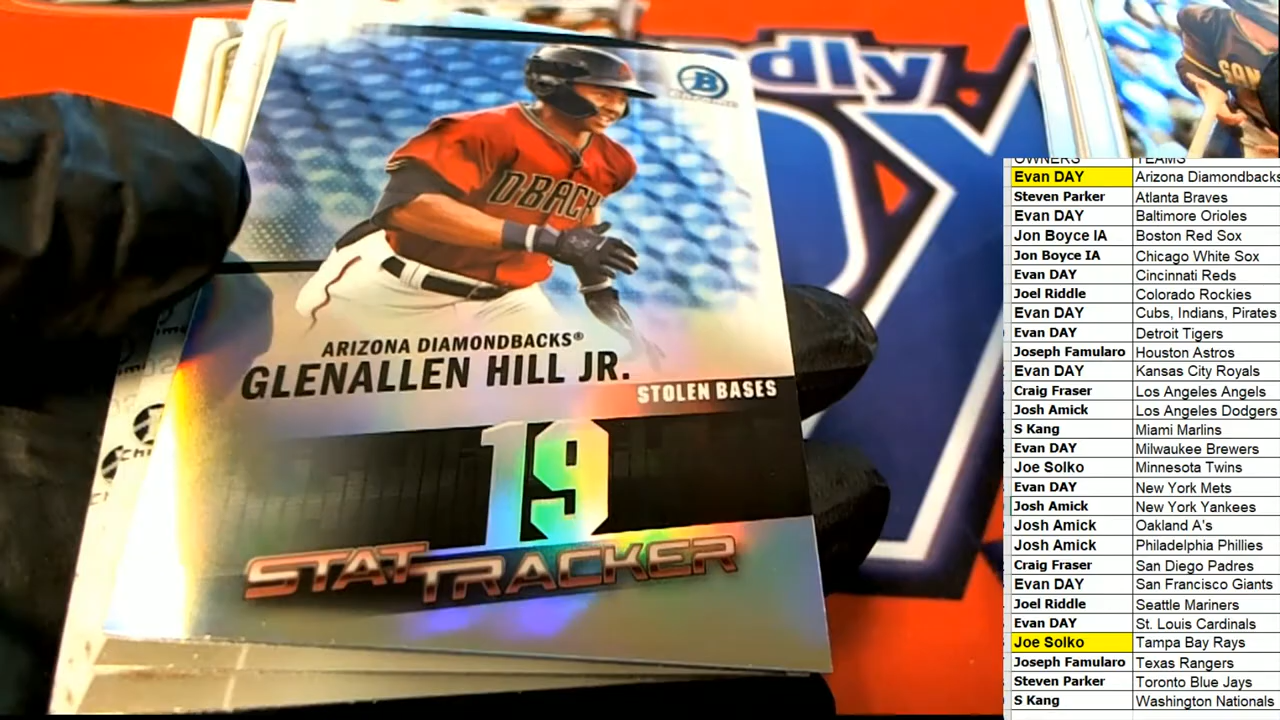 dly
B
CHROME
SAN
D·BACK
ARIZONA DIAMONDBACKS®
GLENALLEN HILL JR.
STOLEN BASES
19
STAT TRACKER
OWNERS TEAMS
Evan DAY Arizona Diamondbacks
Steven Parker Atlanta Braves
Evan DAY Baltimore Orioles
Jon Boyce IA Boston Red Sox
Jon Boyce IA Chicago White Sox
Evan DAY Cincinnati Reds
Joel Riddle Colorado Rockies
Evan DAY Cubs, Indians, Pirates
Evan DAY Detroit Tigers
Joseph Famularo Houston Astros
Evan DAY Kansas City Royals
Craig Fraser Los Angeles Angels
Josh Amick Los Angeles Dodgers
S Kang Miami Marlins
Evan DAY Milwaukee Brewers
Joe Solko Minnesota Twins
Evan DAY New York Mets
Josh Amick New York Yankees
Josh Amick Oakland A's
Josh Amick Philadelphia Phillies
Craig Fraser San Diego Padres
Evan DAY San Francisco Giants
Joel Riddle Seattle Mariners
Evan DAY St. Louis Cardinals
Joe Solko Tampa Bay Rays
Joseph Famularo Texas Rangers
Steven Parker Toronto Blue Jays
S Kang Washington Nationals